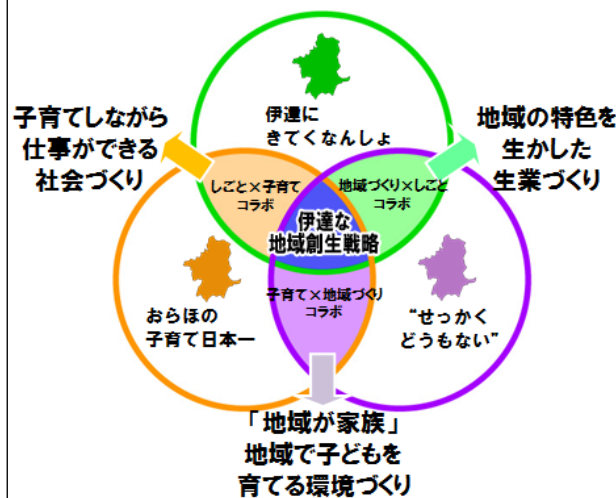 伊達に
きてくなんしょ
子育てしながら
仕事ができる
社会づくり
地域の特色を
生かした
生業づくり
しごと×子育て
コラボ
地域づくり×しごと
コラボ
伊達な
地域創生戦略
子育て×地域づくり
コラボ
おらほの
子育て日本一
“せっかく
どうもない”
「地域が家族」
地域で子どもを
育てる環境づくり